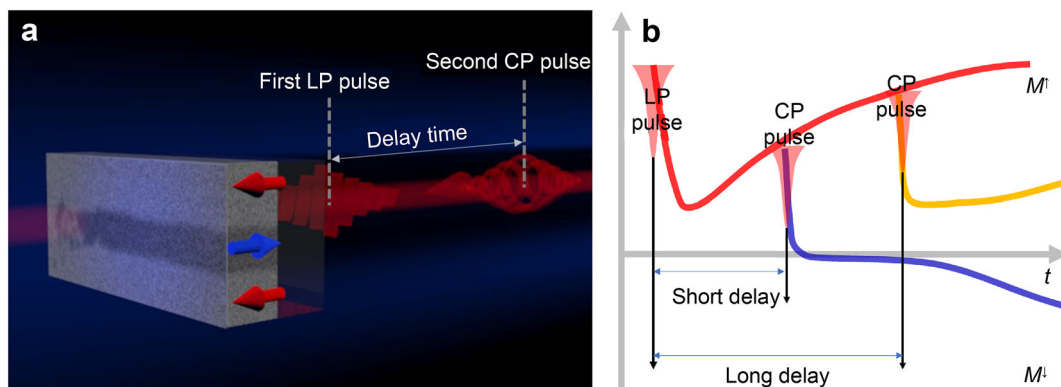 a
First LP pulse
Second CP pulse
Delay time
b
LP
pulse
CP
pulse
CP
pulse
M↑
t
Short delay
Long delay
M↓